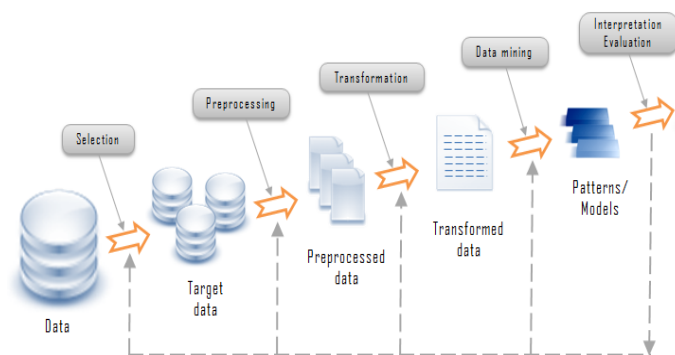 Interpretation
Evaluation
Data mining
Transformation
Preprocessing
Selection
Data
Target
data
Preprocessed
data
Transformed
data
Patterns/
Models